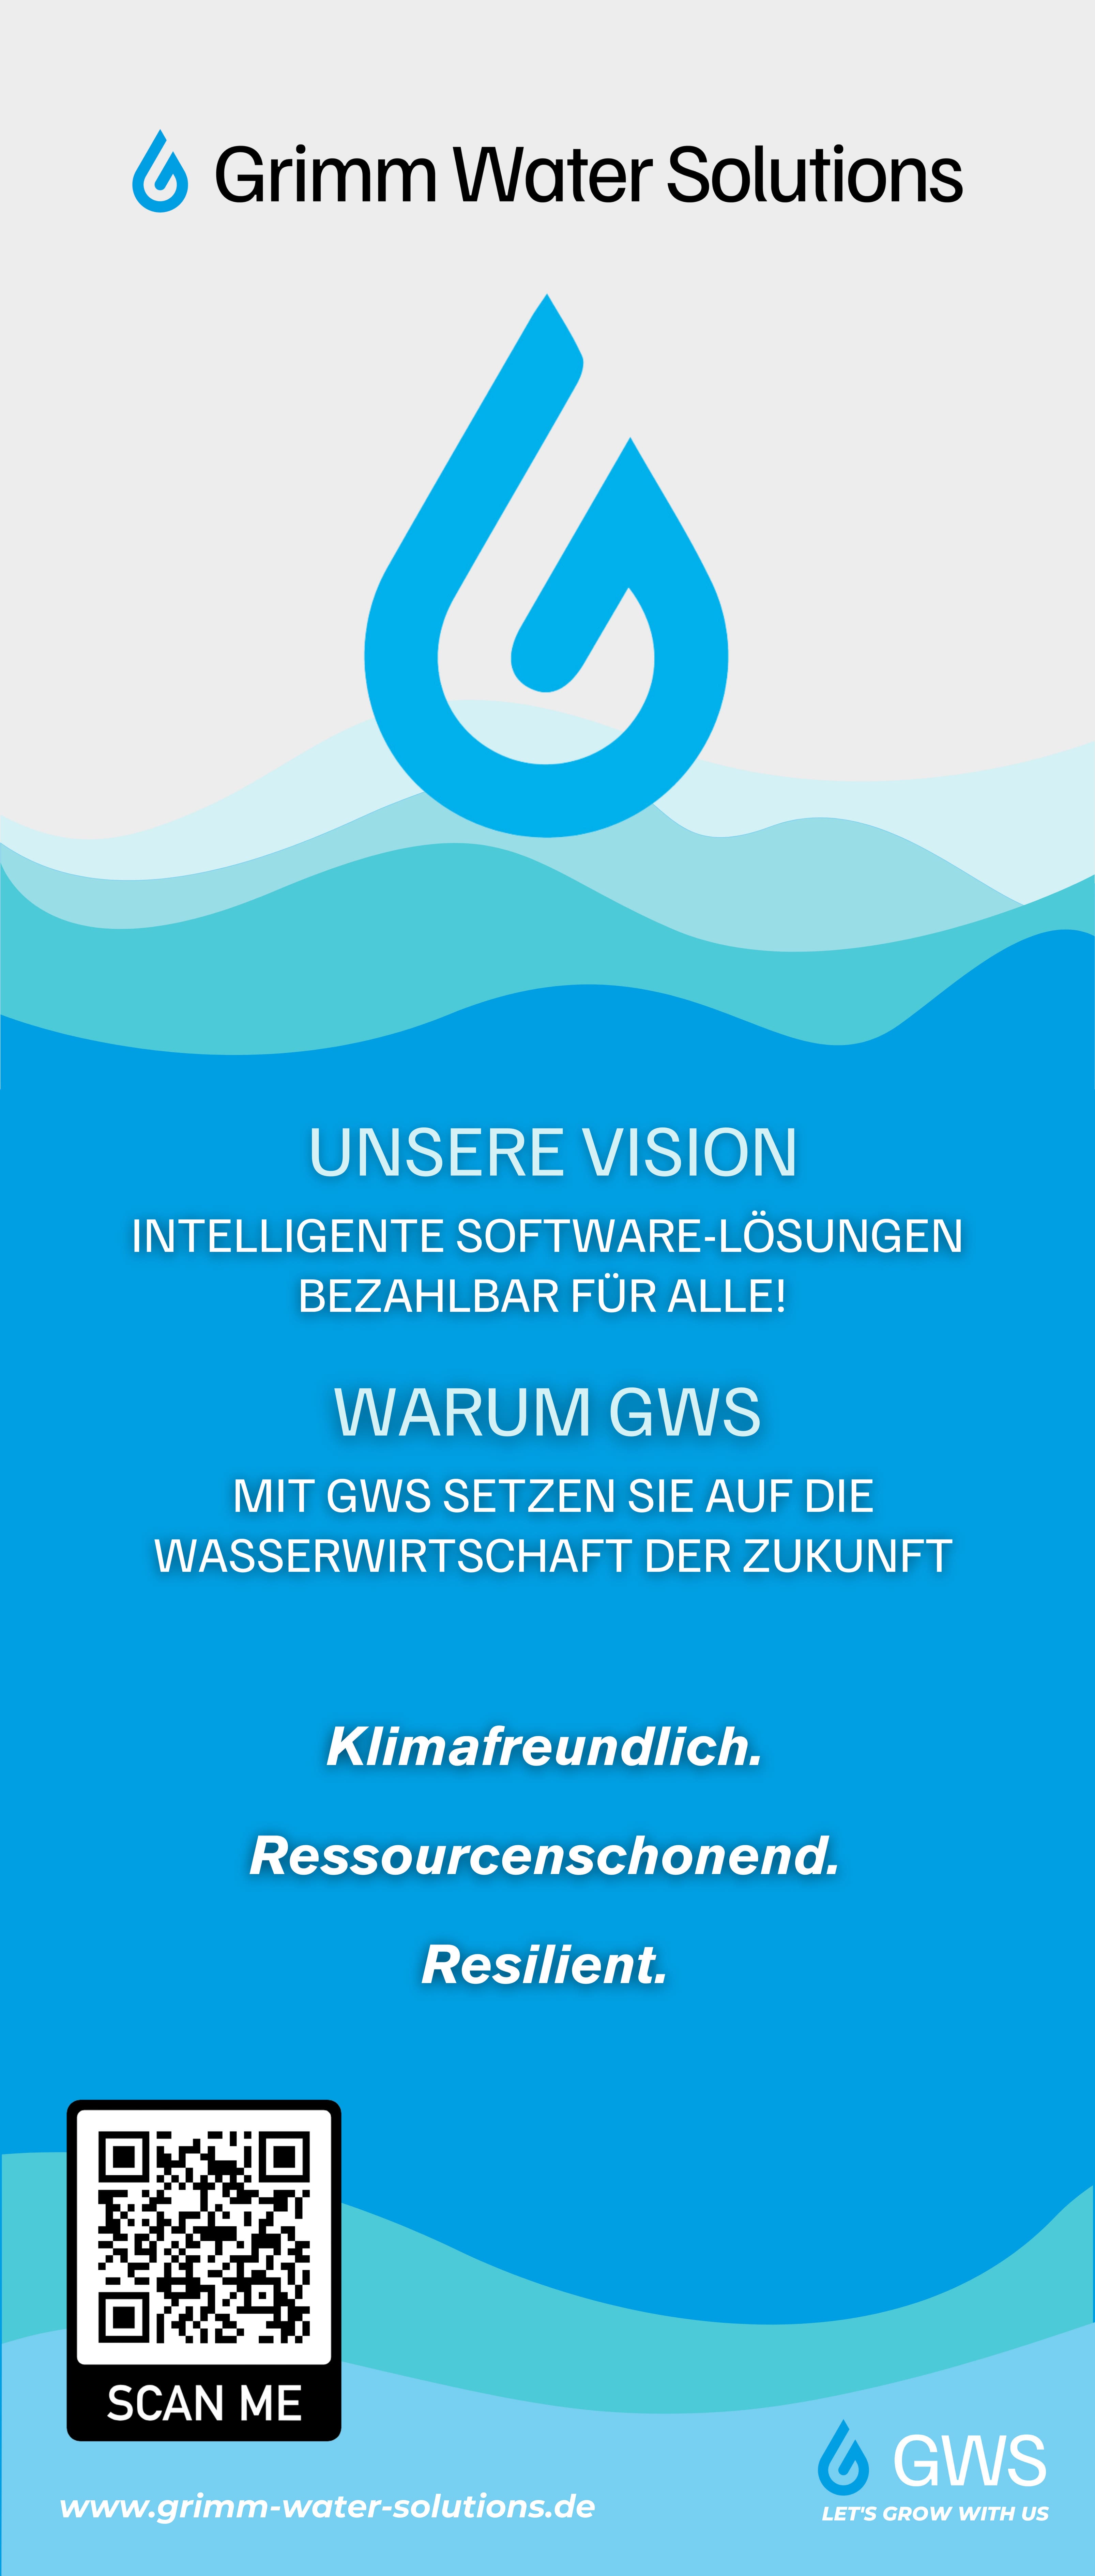 Grimm Water Solutions
UNSERE VISION
INTELLIGENTE SOFTWARE-LÖSUNGEN
BEZAHLBAR FÜR ALLE!
WARUM GWS
MIT GWS SETZEN SIE AUF DIE
WASSERWIRTSCHAFT DER ZUKUNFT
Klimafreundlich.
Ressourcenschonend.
Resilient.
SCAN ME
www.grimm-water-solutions.de
GWS
LET'S GROW WITH US